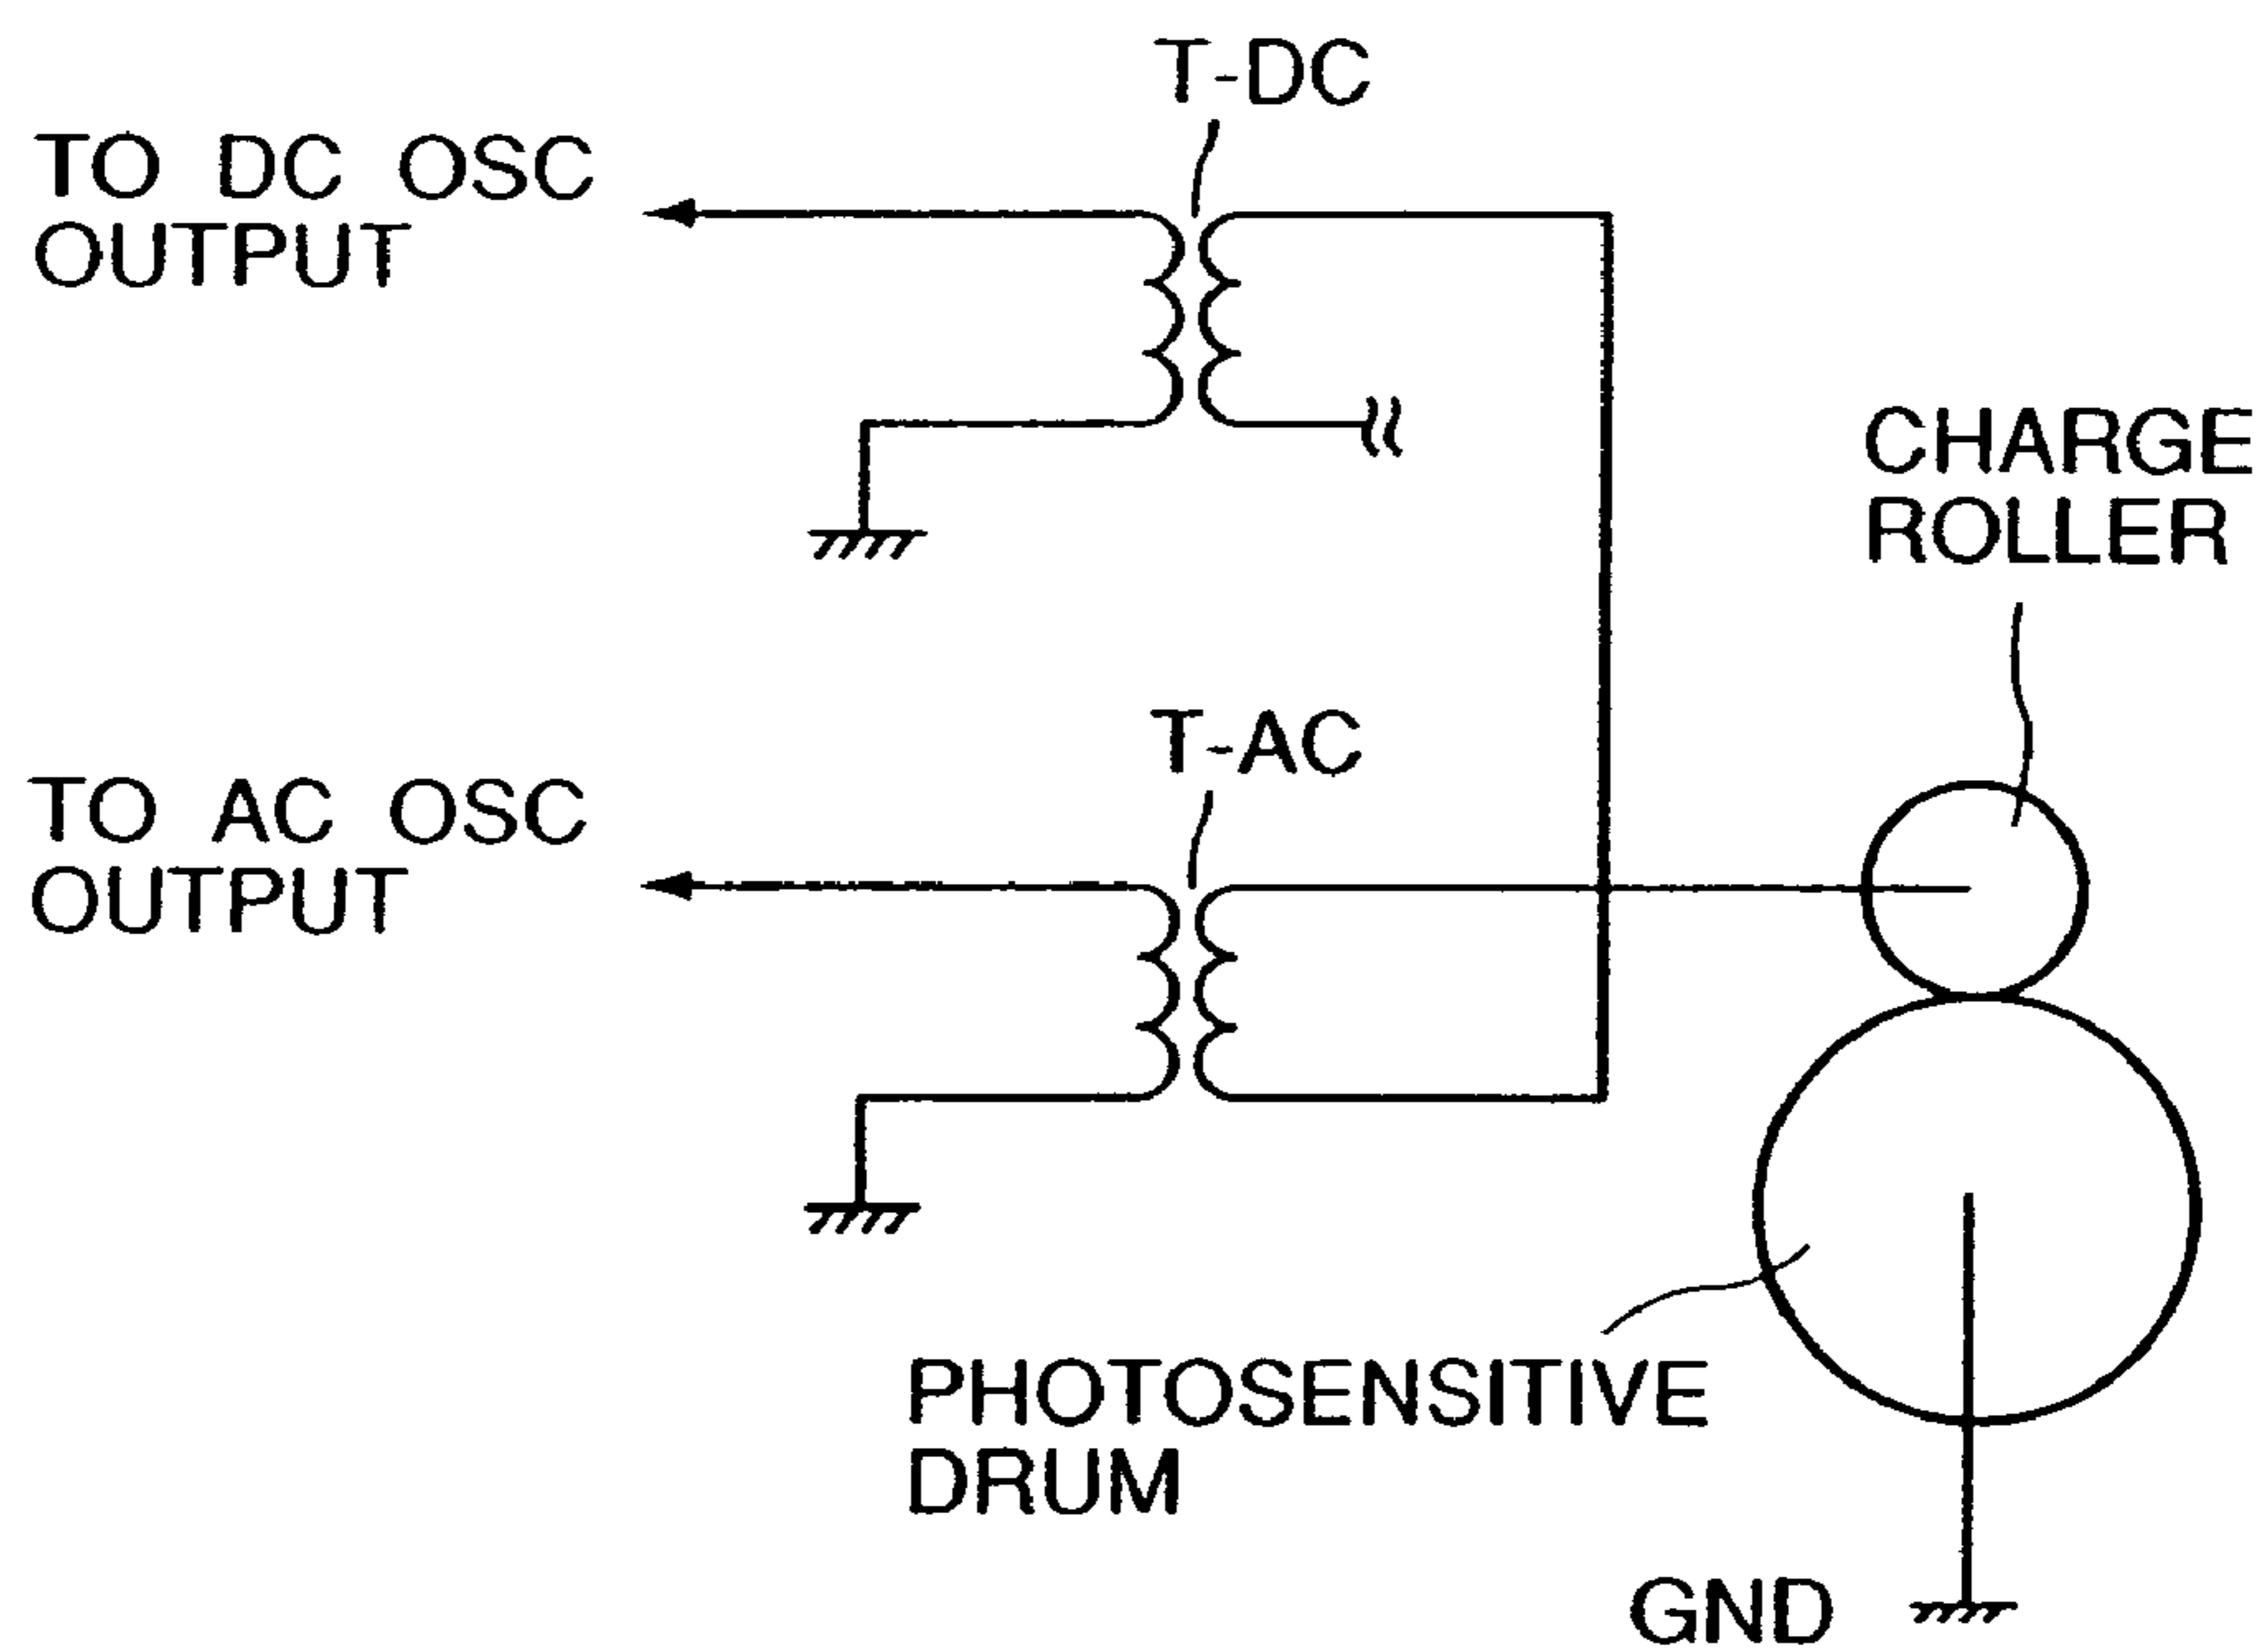 T-DC
TO DC OSC
OUTPUT
CHARGE
ROLLER
T-AC
TO AC OSC
OUTPUT
PHOTOSENSITIVE
DRUM
GND